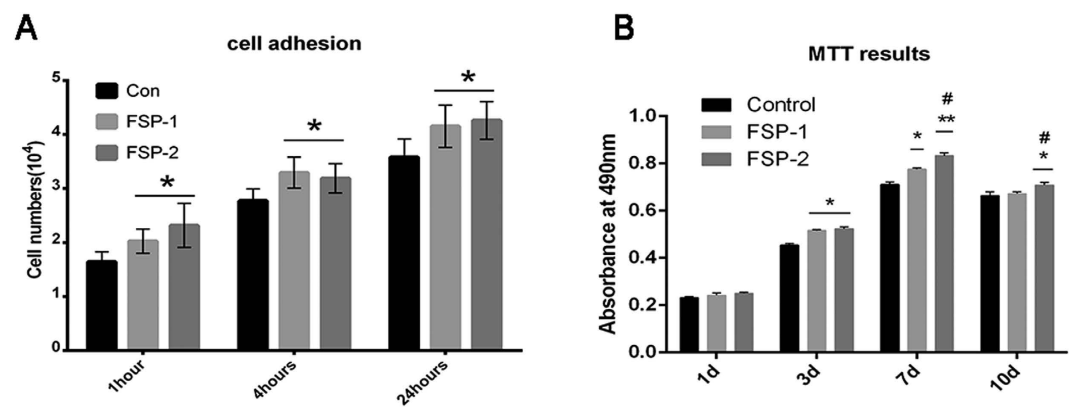 A
cell adhesion
Cell numbers(10⁴)
5
4
3
2
1
0
Con
FSP-1
FSP-2
*
*
*
1hour
4hours
24hours
B
MTT results
Absorbance at 490nm
1.0
0.8
0.6
0.4
0.2
0.0
Control
FSP-1
FSP-2
*
*
#
**
#
*
1d
3d
7d
10d